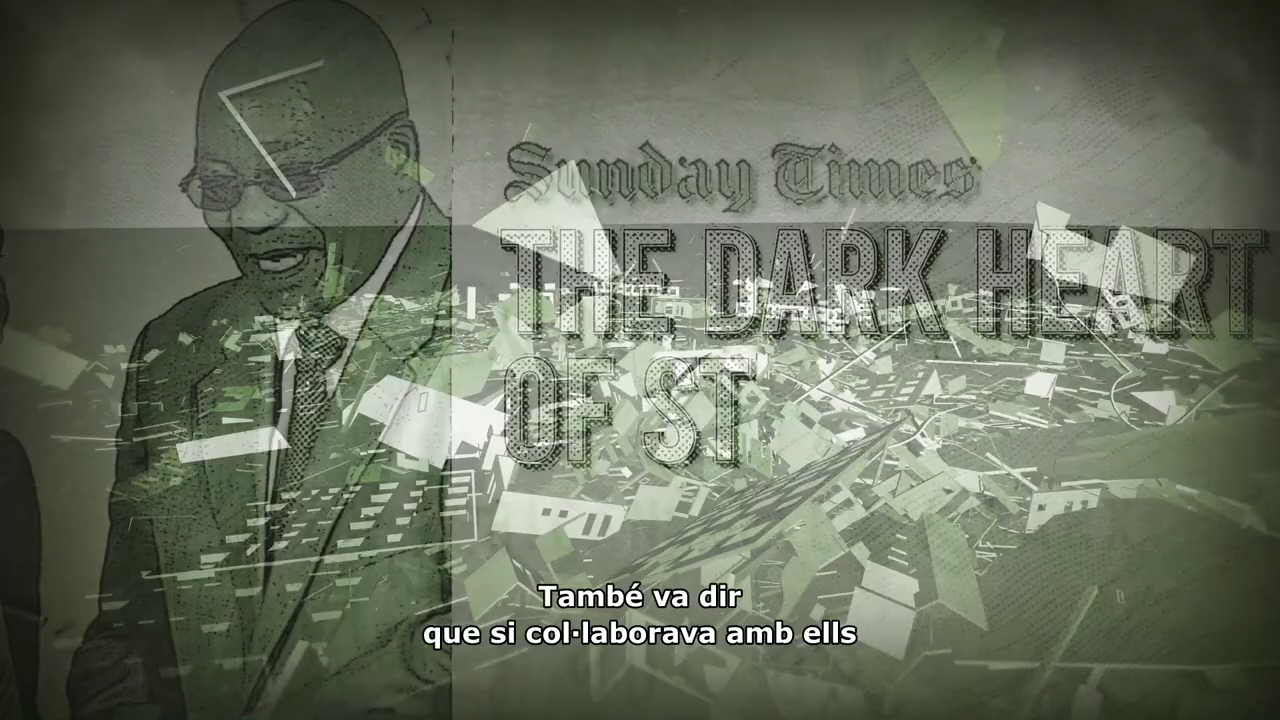 Sunday Times
THE DARK HEART
OF ST
També va dir
que si col·laborava amb ells